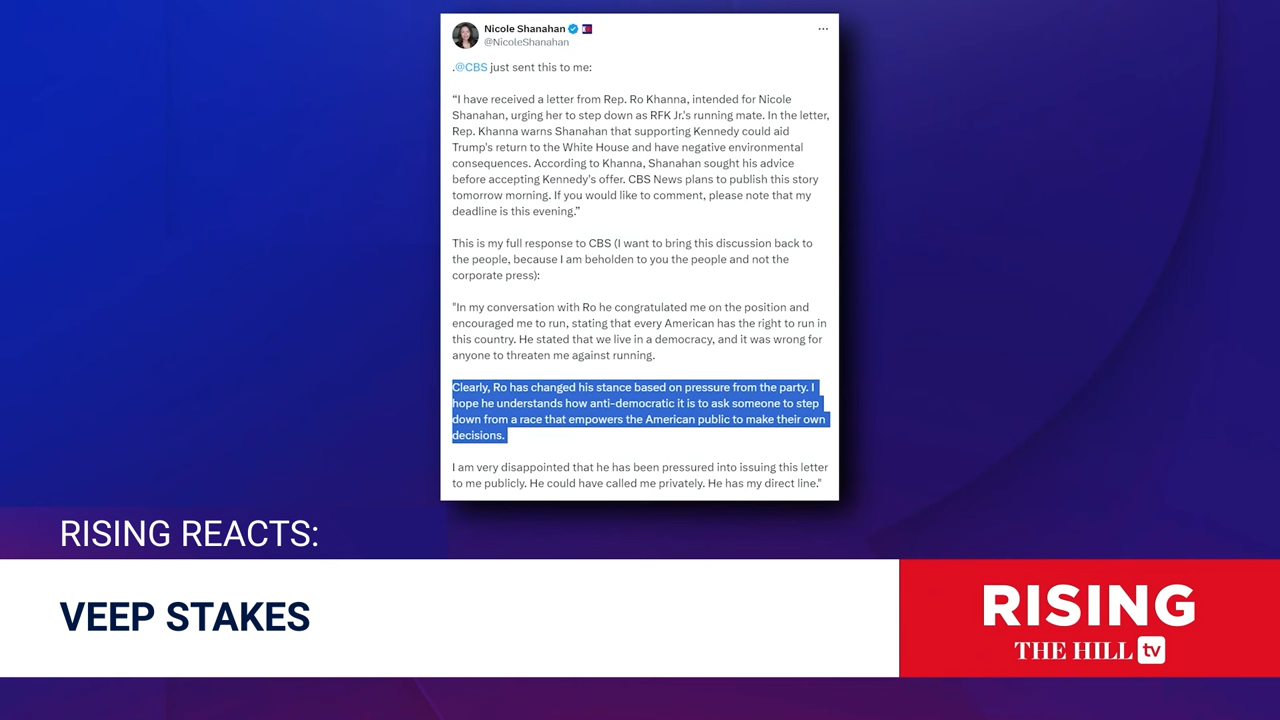 Nicole Shanahan
@NicoleShanahan
.@CBS just sent this to me:
“I have received a letter from Rep. Ro Khanna, intended for Nicole
Shanahan, urging her to step down as RFK Jr.'s running mate. In the letter,
Rep. Khanna warns Shanahan that supporting Kennedy could aid
Trump's return to the White House and have negative environmental
consequences. According to Khanna, Shanahan sought his advice
before accepting Kennedy's offer. CBS News plans to publish this story
tomorrow morning. If you would like to comment, please note that my
deadline is this evening.”
This is my full response to CBS (I want to bring this discussion back to
the people, because I am beholden to you the people and not the
corporate press):
"In my conversation with Ro he congratulated me on the position and
encouraged me to run, stating that every American has the right to run in
this country. He stated that we live in a democracy, and it was wrong for
anyone to threaten me against running.
Clearly, Ro has changed his stance based on pressure from the party. I
hope he understands how anti-democratic it is to ask someone to step
down from a race that empowers the American public to make their own
decisions.
I am very disappointed that he has been pressured into issuing this letter
to me publicly. He could have called me privately. He has my direct line."
RISING REACTS:
VEEP STAKES
RISING
THE HILL tv